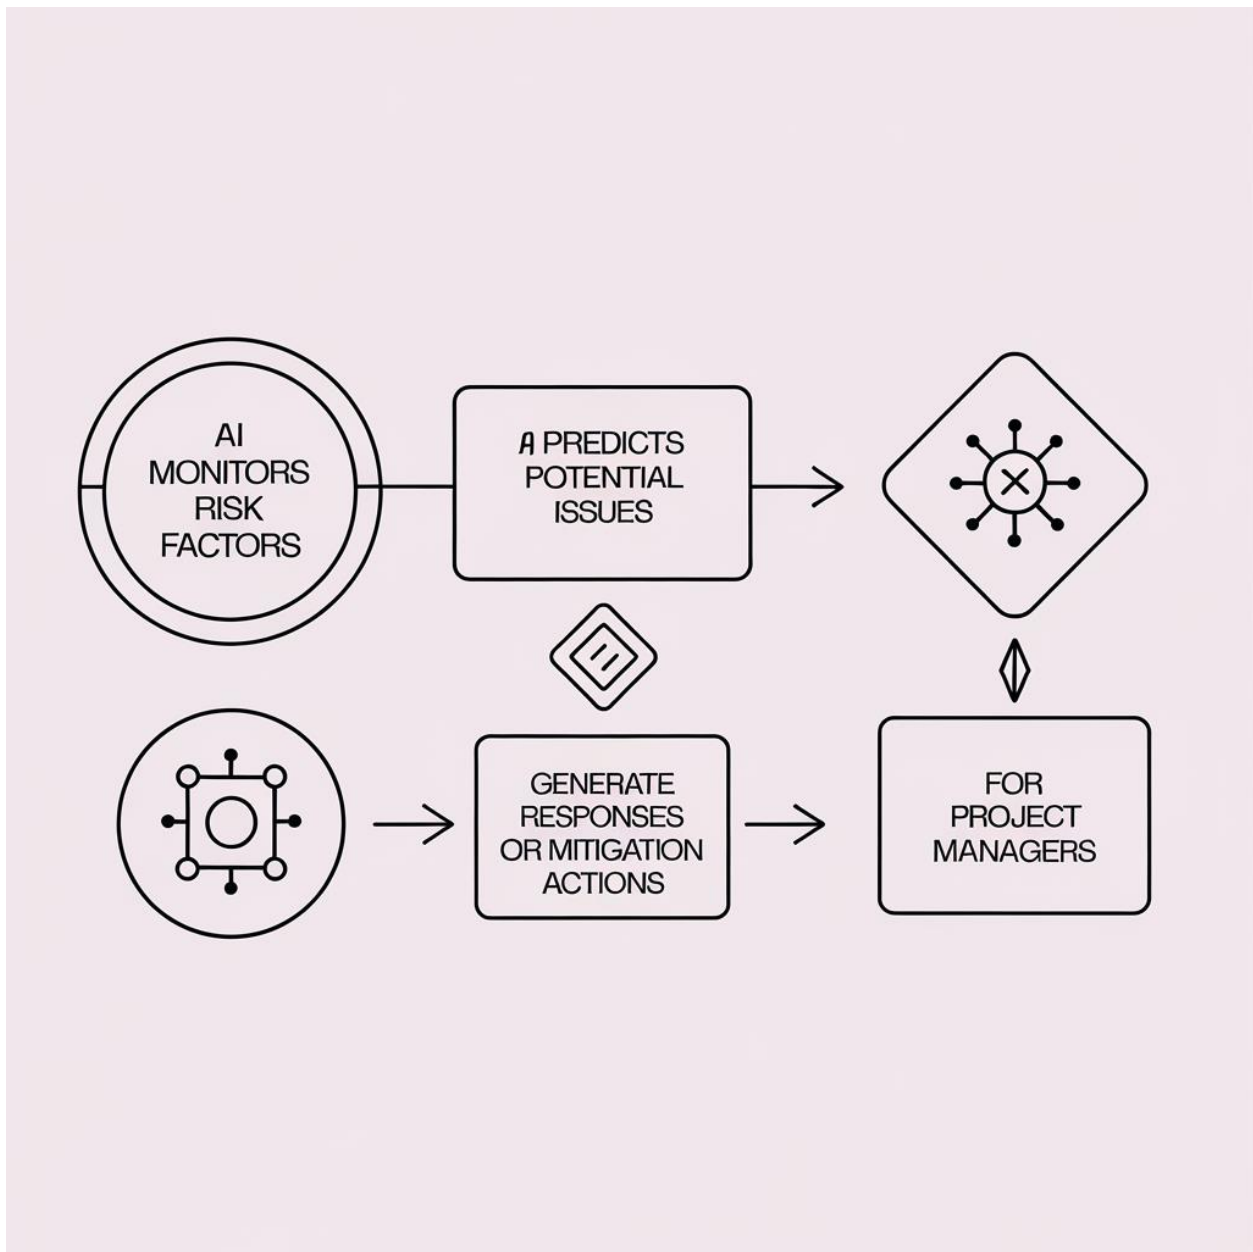 AI
MONITORS
RISK
FACTORS
A PREDICTS
POTENTIAL
ISSUES
GENERATE
RESPONSES
OR MITIGATION
ACTIONS
FOR
PROJECT
MANAGERS